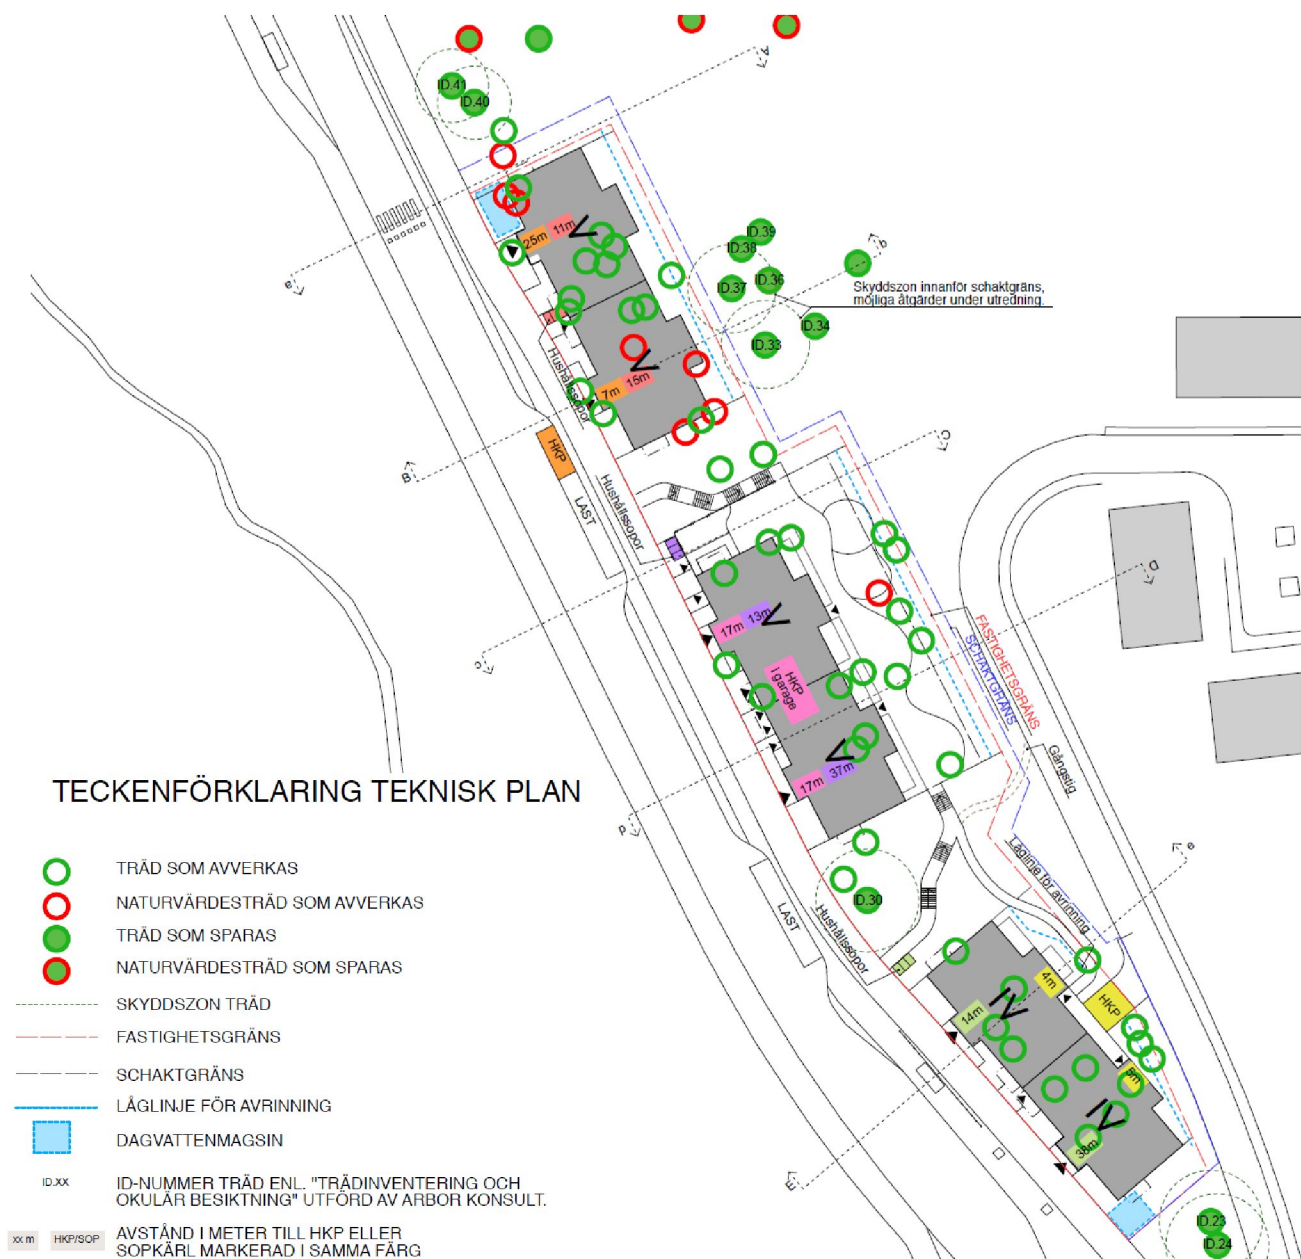 ID.41
ID.40
A
a
25m
11m
V
ID.39
ID.38
ID.37
ID.36
b
Skyddszon innanför schaktgräns,
möjliga åtgärder under utredning.
ID.34
ID.33
V
7m
15m
Hushållssopor
HKP
LAST
B
Hushållssopor
C
c
D
17m
13m
V
HKP
I garage
V
17m
37m
FASTIGHETSGRÄNS
SCHAKTGRÄNS
Gångstig
Låglinje för avrinning
e
ID.30
LAST
Hushållssopor
4m
HKP
14m
IV
5m
IV
38m
E
ID.23
ID.24
TECKENFÖRKLARING TEKNISK PLAN
TRÄD SOM AVVERKAS
NATURVÄRDESTRÄD SOM AVVERKAS
TRÄD SOM SPARAS
NATURVÄRDESTRÄD SOM SPARAS
SKYDDSZON TRÄD
FASTIGHETSGRÄNS
SCHAKTGRÄNS
LÅGLINJE FÖR AVRINNING
DAGVATTENMAGSIN
ID.XX
ID-NUMMER TRÄD ENL. "TRÄDINVENTERING OCH
OKULÄR BESIKTNING" UTFÖRD AV ARBOR KONSULT.
xx m
HKP/SOP
AVSTÅND I METER TILL HKP ELLER
SOPKÄRL MARKERAD I SAMMA FÄRG